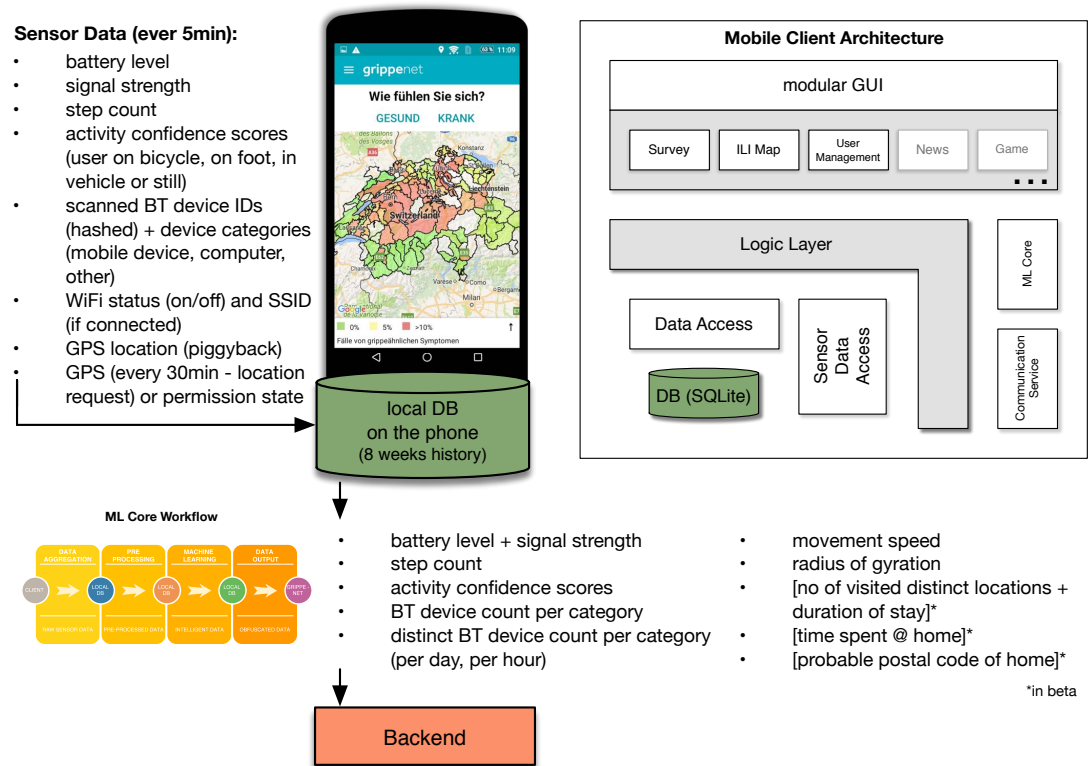 Sensor Data (ever 5min):
• battery level
• signal strength
• step count
• activity confidence scores
(user on bicycle, on foot, in
vehicle or still)
• scanned BT device IDs
(hashed) + device categories
(mobile device, computer,
other)
• WiFi status (on/off) and SSID
(if connected)
• GPS location (piggyback)
• GPS (every 30min - location
request) or permission state
11:09
grippenet
Wie fühlen Sie sich?
GESUND KRANK
des Ballons
des Vosges
Konstanz
Liechtenstein
Switzerland
Chamonix
Varese
Como
Bergam
Milan
Google
0% 5% >10%
Fälle von grippeähnlichen Symptomen
local DB
on the phone
(8 weeks history)
Mobile Client Architecture
modular GUI
Survey
ILI Map
User
Management
News
Game
Logic Layer
Data Access
DB (SQLite)
Sensor
Data
Access
ML Core
Communication
Service
ML Core Workflow
DATA
AGGREGATION
PRE
PROCESSING
MACHINE
LEARNING
DATA
OUTPUT
CLIENT
LOCAL
DB
LOCAL
DB
LOCAL
DB
GRIPPE
NET
RAW SENSOR DATA
PRE-PROCESSED DATA
INTELLIGENT DATA
OBFUSCATED DATA
• battery level + signal strength
• step count
• activity confidence scores
• BT device count per category
• distinct BT device count per category
(per day, per hour)
• movement speed
• radius of gyration
• [no of visited distinct locations +
duration of stay]*
• [time spent @ home]*
• [probable postal code of home]*
*in beta
Backend